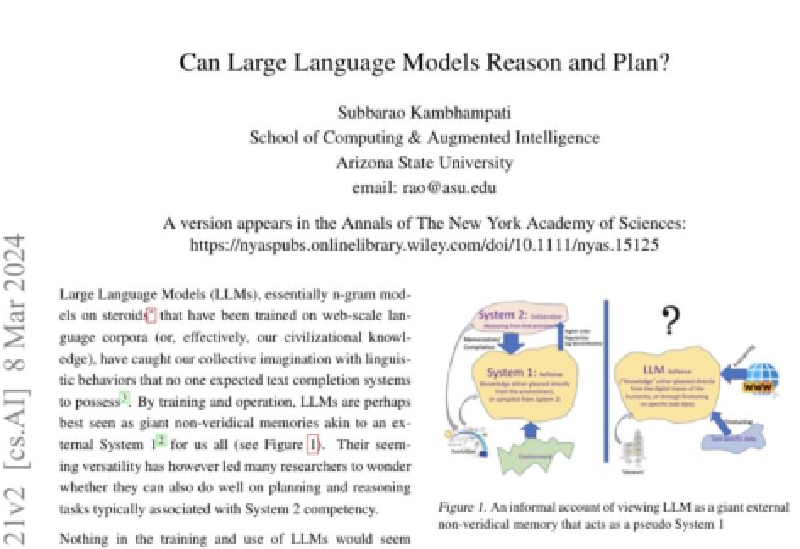 Can Large Language Models Reason and Plan?
Subbarao Kambhampati
School of Computing & Augmented Intelligence
Arizona State University
email: rao@asu.edu
A version appears in the Annals of The New York Academy of Sciences:
https://nyaspubs.onlinelibrary.wiley.com/doi/10.1111/nyas.15125
21v2 [cs.AI] 8 Mar 2024
Large Language Models (LLMs), essentially n-gram mod-
els on steroids that have been trained on web-scale lan-
guage corpora (or, effectively, our civilizational knowl-
edge), have caught our collective imagination with linguis-
tic behaviors that no one expected text completion systems
to possess3. By training and operation, LLMs are perhaps
best seen as giant non-veridical memories akin to an ex-
ternal System 12 for us all (see Figure 1). Their seem-
ing versatility has however led many researchers to wonder
whether they can also do well on planning and reasoning
tasks typically associated with System 2 competency.
Nothing in the training and use of LLMs would seem
System 2:
System 1:
?
LLM
WWW
Figure 1. An informal account of viewing LLM as a giant external
non-veridical memory that acts as a pseudo System 1